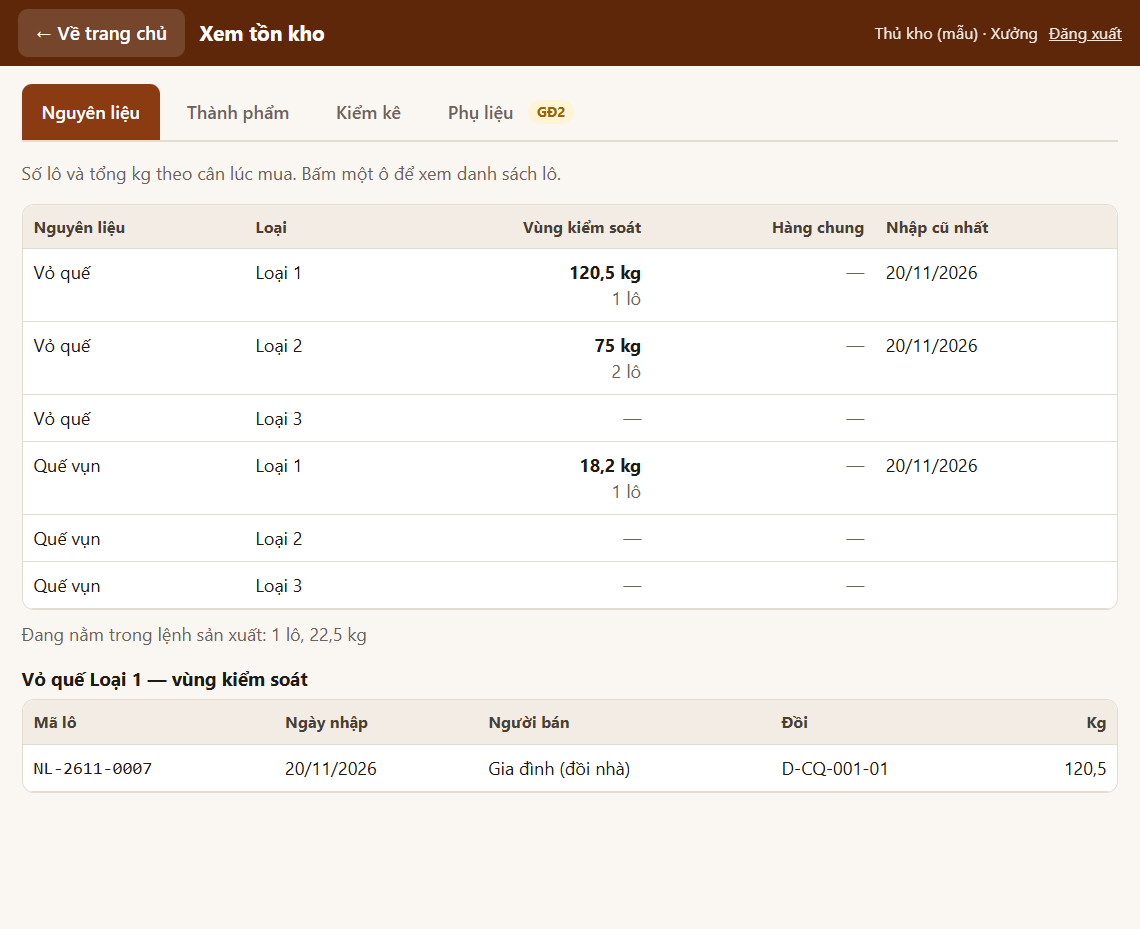 ← Về trang chủ Xem tồn kho Thủ kho (mẫu) · Xưởng Đăng xuất
Nguyên liệu Thành phẩm Kiểm kê Phụ liệu GĐ2
Số lô và tổng kg theo cân lúc mua. Bấm một ô để xem danh sách lô.
Nguyên liệu Loại Vùng kiểm soát Hàng chung Nhập cũ nhất
Vỏ quế Loại 1 120,5 kg — 20/11/2026
1 lô
Vỏ quế Loại 2 75 kg — 20/11/2026
2 lô
Vỏ quế Loại 3 — —
Quế vụn Loại 1 18,2 kg — 20/11/2026
1 lô
Quế vụn Loại 2 — —
Quế vụn Loại 3 — —
Đang nằm trong lệnh sản xuất: 1 lô, 22,5 kg
Vỏ quế Loại 1 — vùng kiểm soát
Mã lô Ngày nhập Người bán Đồi Kg
NL-2611-0007 20/11/2026 Gia đình (đồi nhà) D-CQ-001-01 120,5